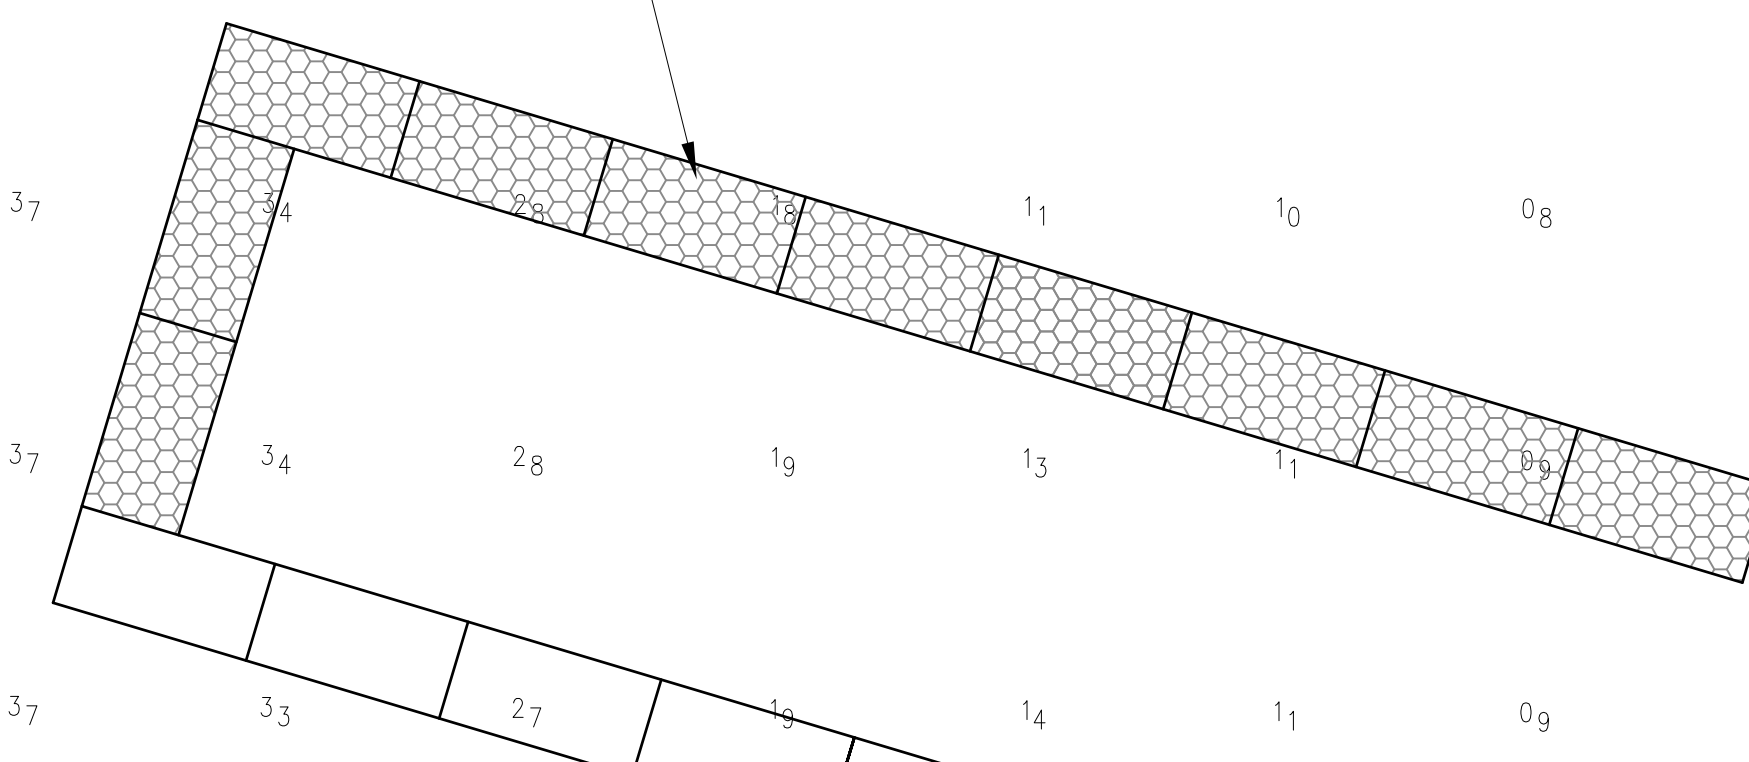 3₇ 3₄ 2₈ 1₈ 1₁ 1₀ 0₈
3₇ 3₄ 2₈ 1₉ 1₃ 1₁ 0₉
3₇ 3₃ 2₇ 1₉ 1₄ 1₁ 0₉